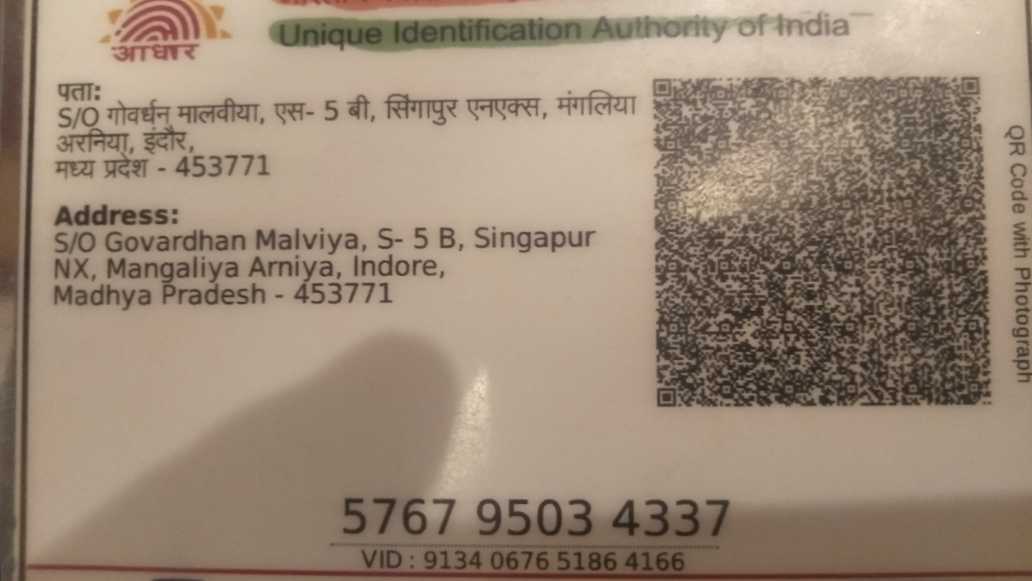 Unique Identification Authority of India
आधार
पता:
S/O गोवर्धन मालवीया, एस- 5 बी, सिंगापुर एनएक्स, मंगलिया
अरनिया, इंदौर,
मध्य प्रदेश - 453771
Address:
S/O Govardhan Malviya, S- 5 B, Singapur
NX, Mangaliya Arniya, Indore,
Madhya Pradesh - 453771
QR Code with Photograph
5767 9503 4337
VID : 9134 0676 5186 4166